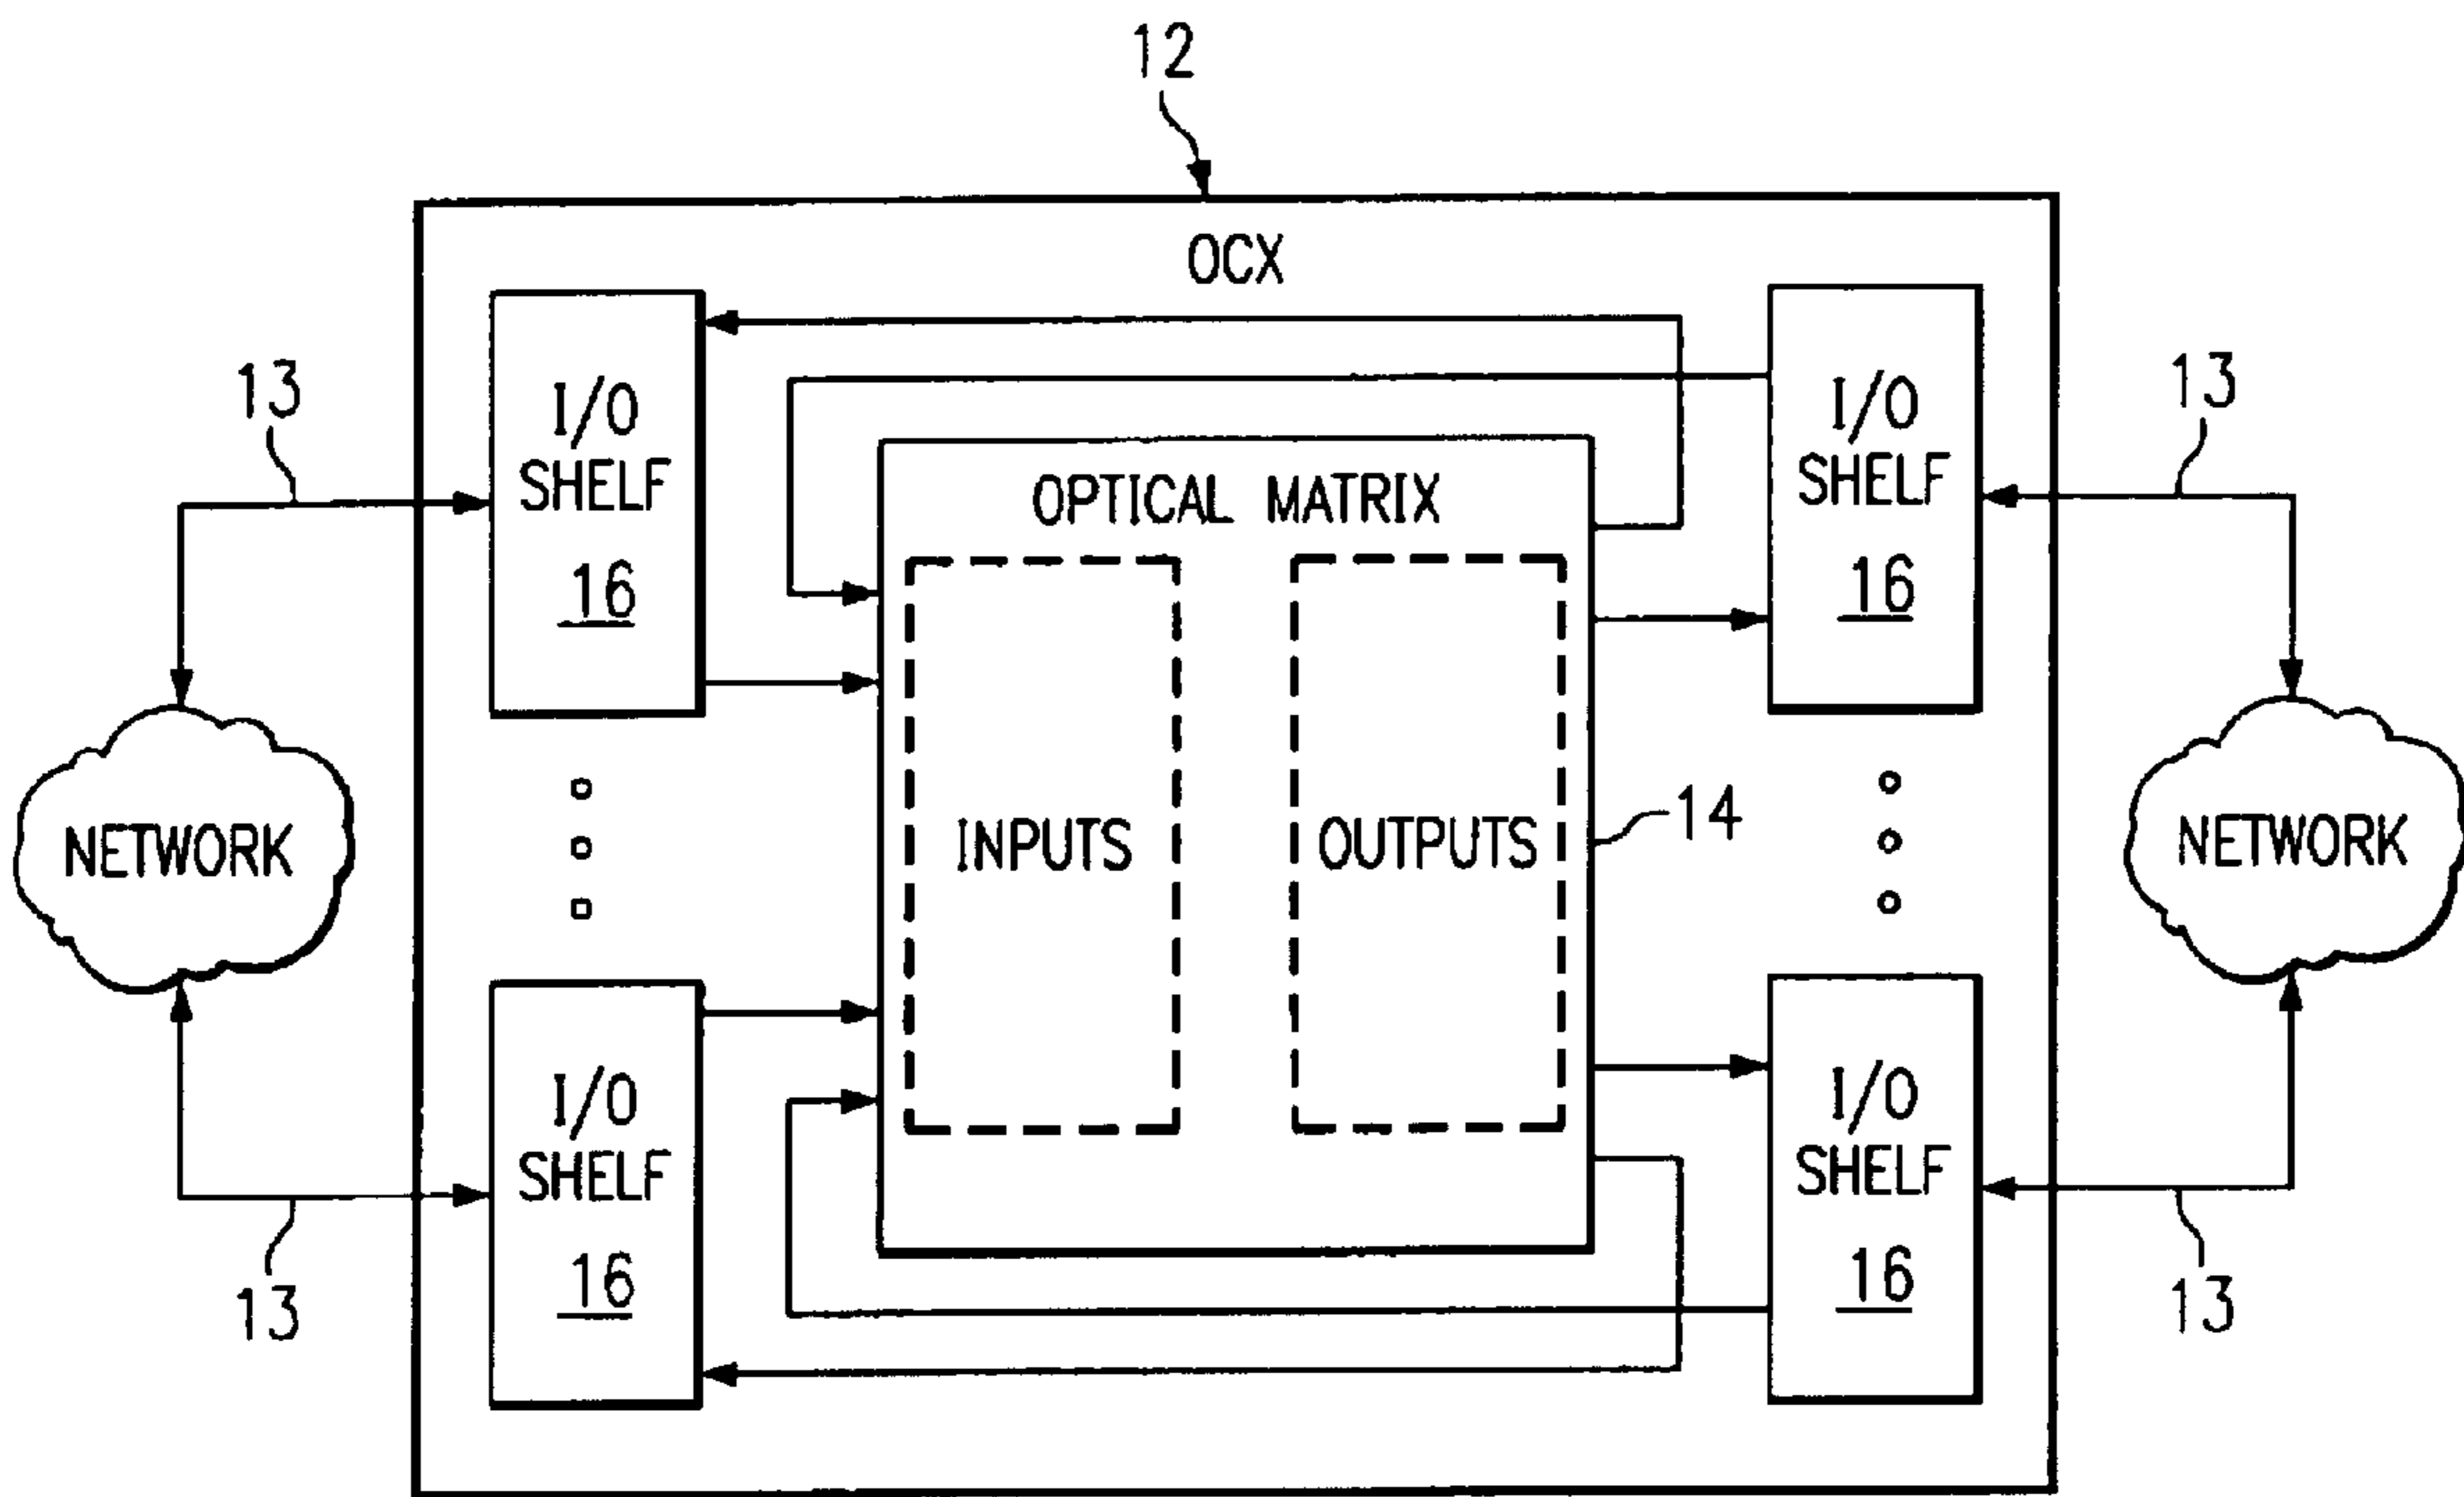 12
OCX
13
I/O
SHELF
16
OPTICAL MATRIX
I/O
SHELF
16
13
NETWORK
INPUTS
OUTPUTS
14
NETWORK
I/O
SHELF
16
13
I/O
SHELF
16
13